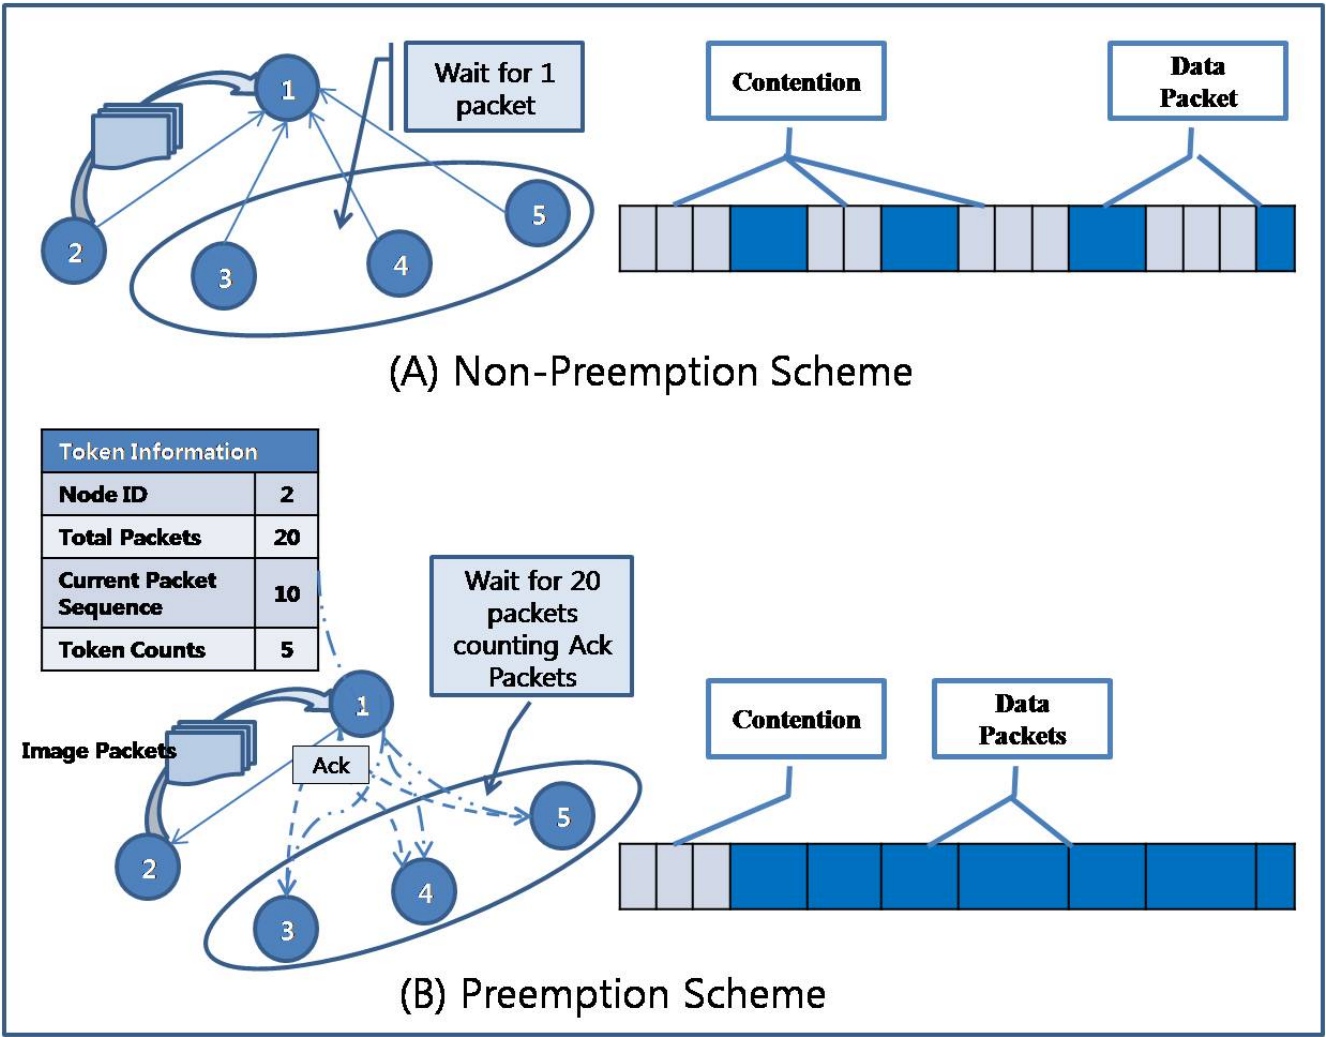 1
Wait for 1
packet
2
3
4
5
Contention
Data
Packet
(A) Non-Preemption Scheme
Token Information
Node ID 2
Total Packets 20
Current Packet
Sequence 10
Token Counts 5
Wait for 20
packets
counting Ack
Packets
1
Image Packets
Ack
2
3
4
5
Contention
Data
Packets
(B) Preemption Scheme